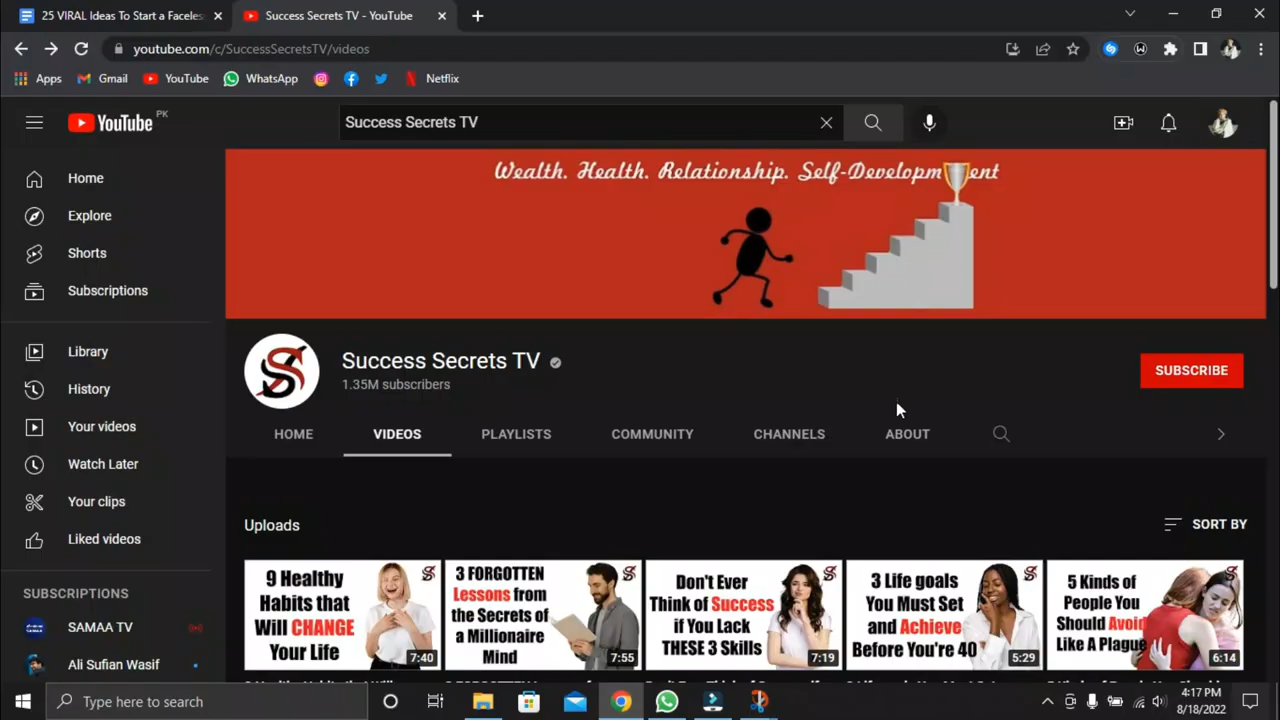 25 VIRAL Ideas To Start a Faceles
Success Secrets TV - YouTube
youtube.com/c/SuccessSecretsTV/videos
Apps
Gmail
YouTube
WhatsApp
Netflix
YouTube PK
Success Secrets TV
Wealth. Health. Relationship. Self-Developm ent
Home
Explore
Shorts
Subscriptions
Library
History
Your videos
Watch Later
Your clips
Liked videos
SUBSCRIPTIONS
SAMAA TV
Ali Sufian Wasif
Success Secrets TV
1.35M subscribers
SUBSCRIBE
HOME
VIDEOS
PLAYLISTS
COMMUNITY
CHANNELS
ABOUT
Uploads
SORT BY
9 Healthy
Habits that
Will CHANGE
Your Life
7:40
3 FORGOTTEN
Lessons from
the Secrets of
a Millionaire
Mind
7:55
Don't Ever
Think of Success
if You Lack
THESE 3 Skills
7:19
3 Life goals
You Must Set
and Achieve
Before You're 40
5:29
5 Kinds of
People You
Should Avoid
Like A Plague
6:14
Type here to search
4:17 PM
8/18/2022